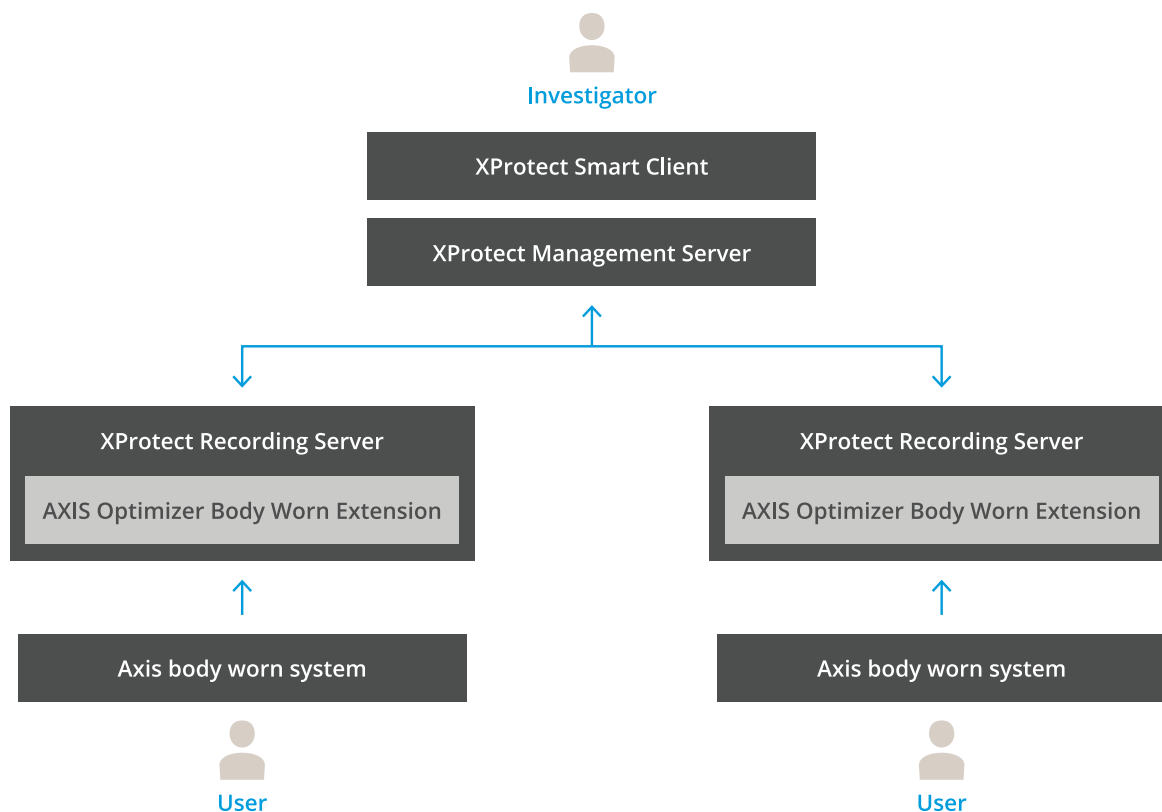 Investigator
XProtect Smart Client
XProtect Management Server
XProtect Recording Server
AXIS Optimizer Body Worn Extension
Axis body worn system
User
XProtect Recording Server
AXIS Optimizer Body Worn Extension
Axis body worn system
User